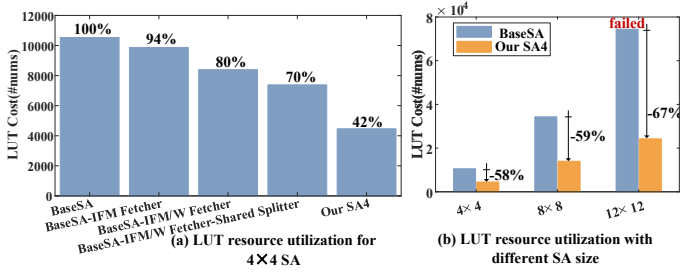 12000
10000
8000
6000
4000
2000
0
LUT Cost(#nums)
100%
94%
80%
70%
42%
BaseSA
BaseSA-IFM Fetcher
BaseSA-IFM/W Fetcher
BaseSA-IFM/W Fetcher-Shared Splitter
Our SA4
(a) LUT resource utilization for
4×4 SA
8 × 10⁴
6
4
2
0
LUT Cost(#nums)
BaseSA
Our SA4
failed
-58%
-59%
-67%
4× 4
8× 8
12× 12
(b) LUT resource utilization with
different SA size